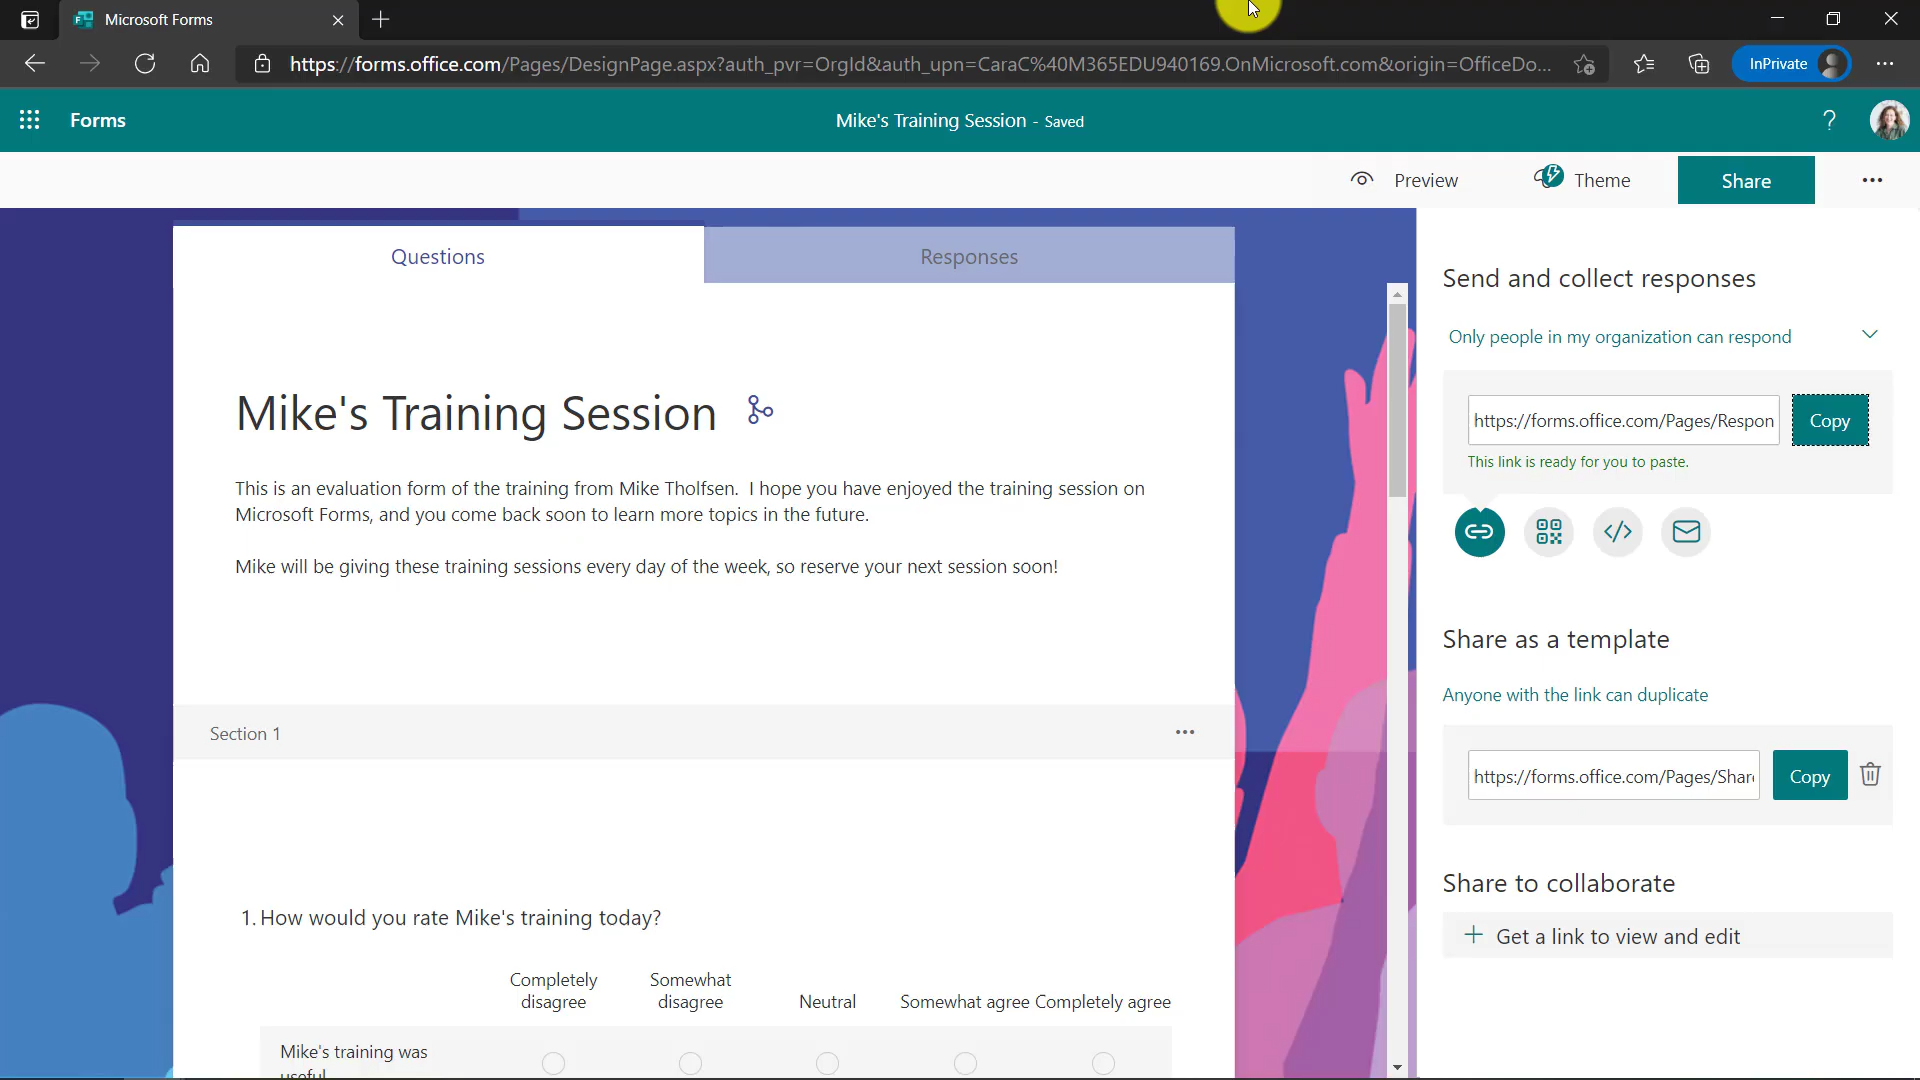 Microsoft Forms
https://forms.office.com/Pages/DesignPage.aspx?auth_pvr=OrgId&auth_upn=CaraC%40M365EDU940169.OnMicrosoft.com&origin=OfficeDo...
InPrivate
Forms
Mike's Training Session - Saved
?
Preview
Theme
Share
Questions
Responses
Mike's Training Session
This is an evaluation form of the training from Mike Tholfsen. I hope you have enjoyed the training session on
Microsoft Forms, and you come back soon to learn more topics in the future.
Mike will be giving these training sessions every day of the week, so reserve your next session soon!
Section 1
1. How would you rate Mike's training today?
Completely
disagree
Somewhat
disagree
Neutral
Somewhat agree
Completely agree
Mike's training was
useful
Send and collect responses
Only people in my organization can respond
https://forms.office.com/Pages/Respon
Copy
This link is ready for you to paste.
Share as a template
Anyone with the link can duplicate
https://forms.office.com/Pages/Share
Copy
Share to collaborate
Get a link to view and edit